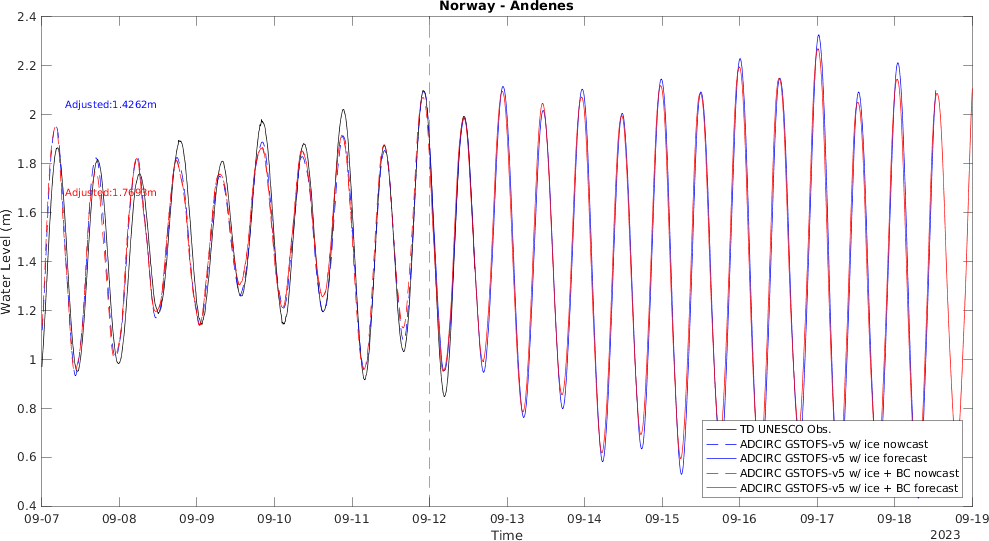 Norway - Andenes
2.4
2.2
2
1.8
1.6
1.4
1.2
1
0.8
0.6
0.4
Water Level (m)
Adjusted:1.4262m
Adjusted:1.7693m
TD UNESCO Obs.
ADCIRC GSTOFS-v5 w/ ice nowcast
ADCIRC GSTOFS-v5 w/ ice forecast
ADCIRC GSTOFS-v5 w/ ice + BC nowcast
ADCIRC GSTOFS-v5 w/ ice + BC forecast
09-07 09-08 09-09 09-10 09-11 09-12 09-13 09-14 09-15 09-16 09-17 09-18 09-19
Time
2023